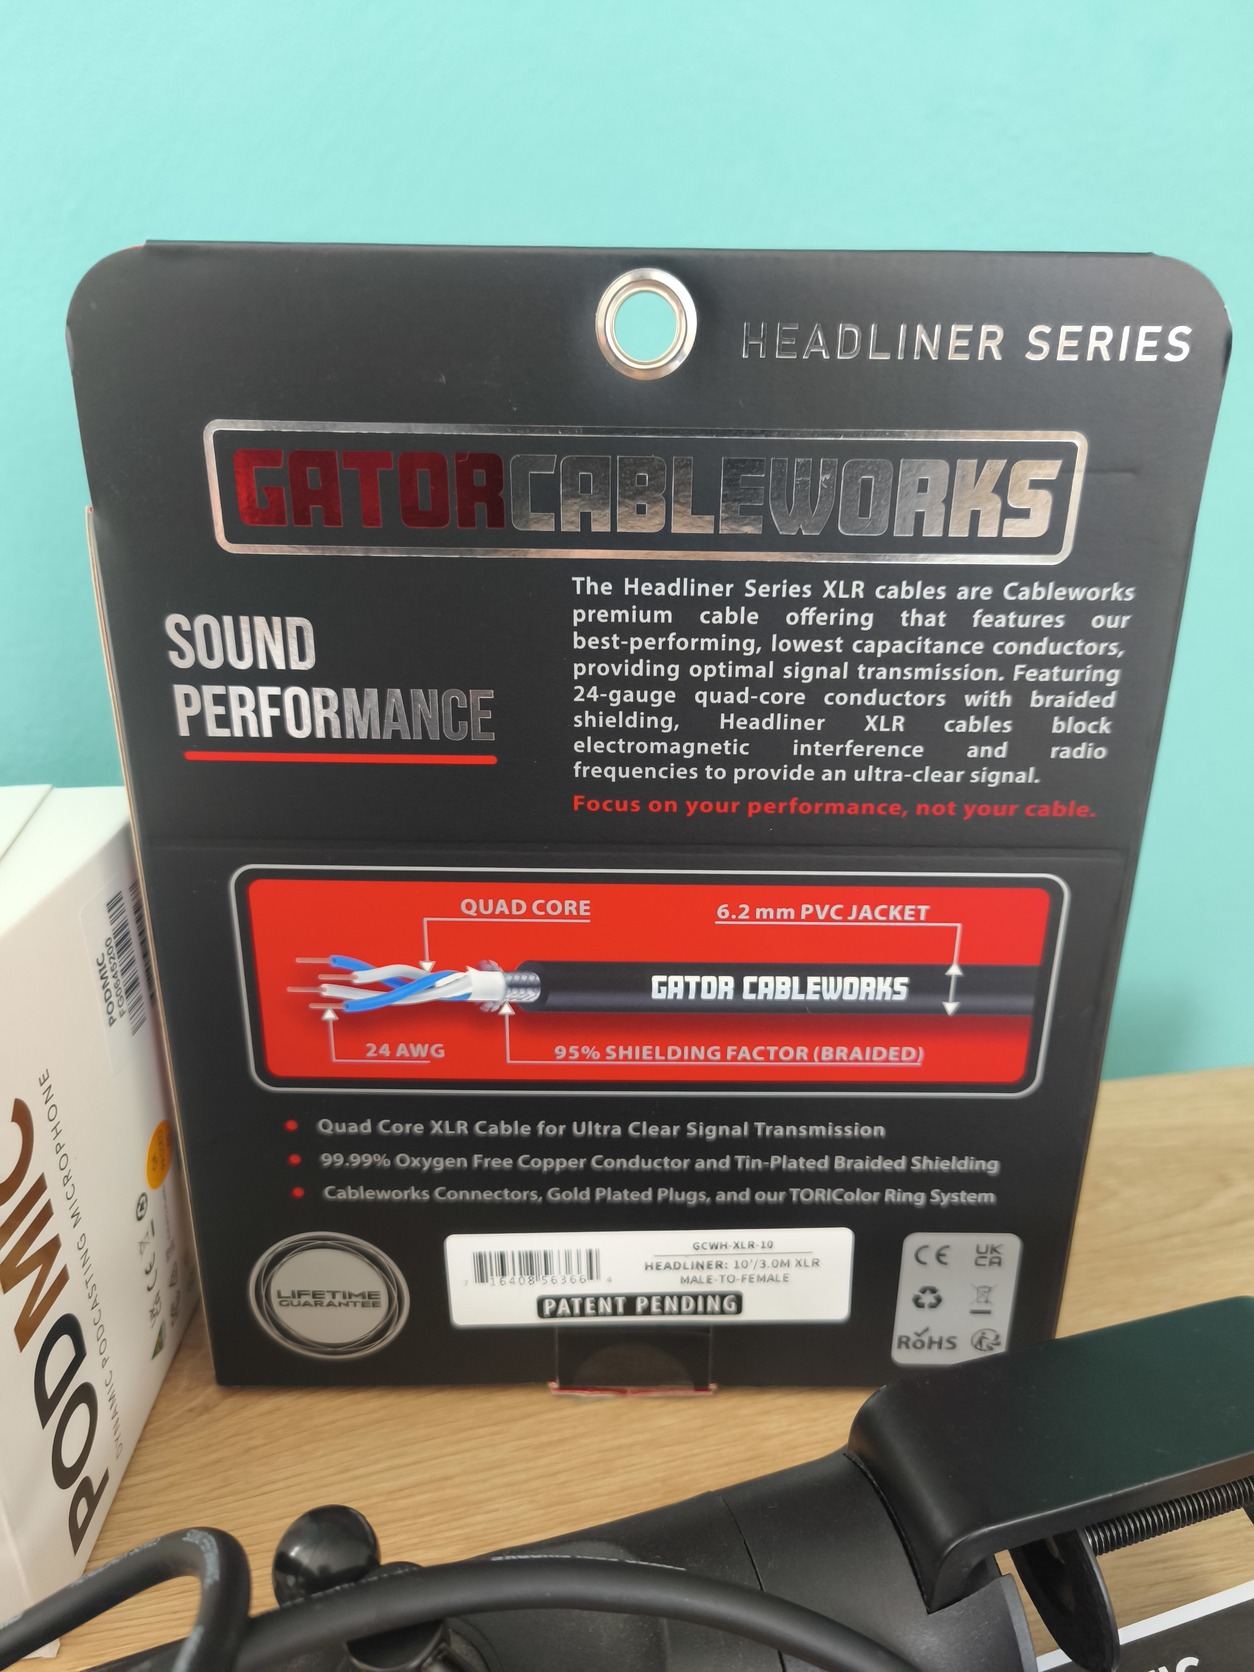 HEADLINER SERIES
GATORCABLEWORKS
SOUND
PERFORMANCE
The Headliner Series XLR cables are Cableworks
premium cable offering that features our
best-performing, lowest capacitance conductors,
providing optimal signal transmission. Featuring
24-gauge quad-core conductors with braided
shielding, Headliner XLR cables block
electromagnetic interference and radio
frequencies to provide an ultra-clear signal.
Focus on your performance, not your cable.
QUAD CORE
6.2 mm PVC JACKET
GATOR CABLEWORKS
24 AWG
95% SHIELDING FACTOR (BRAIDED)
Quad Core XLR Cable for Ultra Clear Signal Transmission
99.99% Oxygen Free Copper Conductor and Tin-Plated Braided Shielding
Cableworks Connectors, Gold Plated Plugs, and our TORIColor Ring System
LIFETIME
GUARANTEE
7 16408 56366 4
GCWH-XLR-10
HEADLINER: 10'/3.0M XLR
MALE-TO-FEMALE
PATENT PENDING
CE
UK
CA
RoHS
PODMIC
FG0645200
PODMIC
DYNAMIC PODCASTING MICROPHONE